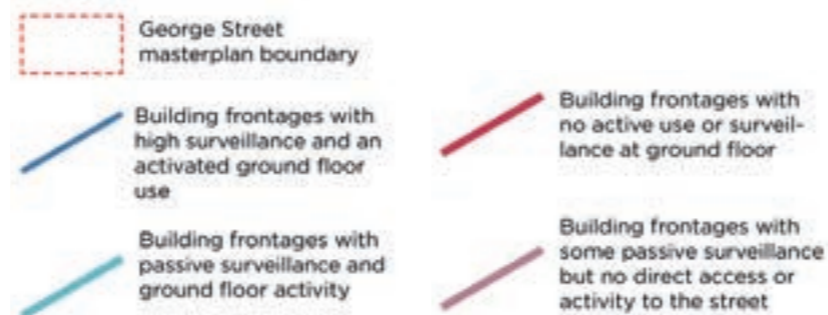 George Street
masterplan boundary
Building frontages with
high surveillance and an
activated ground floor
use
Building frontages with
passive surveillance and
ground floor activity
Building frontages with
no active use or surveil-
lance at ground floor
Building frontages with
some passive surveillance
but no direct access or
activity to the street